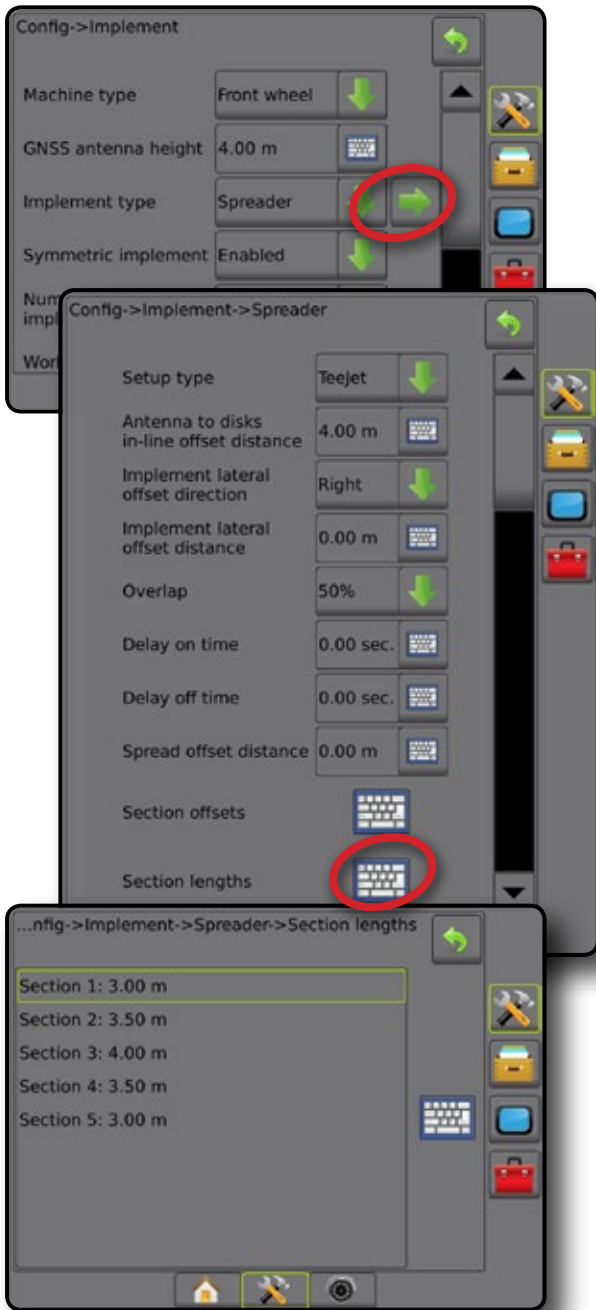 Config->Implement
Machine type Front wheel
GNSS antenna height 4.00 m
Implement type Spreader
Symmetric implement Enabled
Num
impl
Wor
Config->Implement->Spreader
Setup type TeeJet
Antenna to disks
in-line offset distance 4.00 m
Implement lateral
offset direction Right
Implement lateral
offset distance 0.00 m
Overlap 50%
Delay on time 0.00 sec.
Delay off time 0.00 sec.
Spread offset distance 0.00 m
Section offsets
Section lengths
...nfig->Implement->Spreader->Section lengths
Section 1: 3.00 m
Section 2: 3.50 m
Section 3: 4.00 m
Section 4: 3.50 m
Section 5: 3.00 m